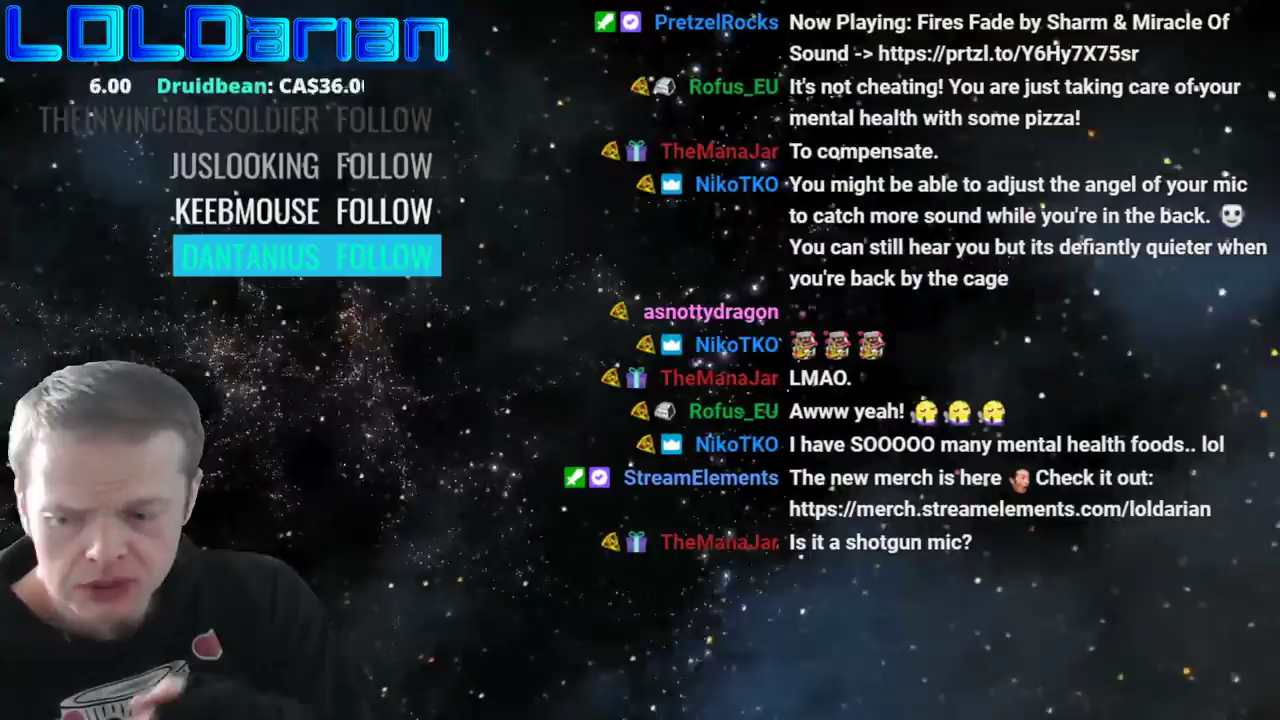 LOLDarian
6.00 Druidbean: CA$36.0
THEINVINCIBLESOLDIER FOLLOW
JUSLOOKING FOLLOW
KEEBMOUSE FOLLOW
DANTANIUS FOLLOW
PretzelRocks Now Playing: Fires Fade by Sharm & Miracle Of
Sound -> https://prtzl.to/Y6Hy7X75sr
Rofus_EU It's not cheating! You are just taking care of your
mental health with some pizza!
TheManaJar To compensate.
NikoTKO You might be able to adjust the angel of your mic
to catch more sound while you're in the back.
You can still hear you but its defiantly quieter when
you're back by the cage
asnottydragon
NikoTKO
TheManaJar LMAO.
Rofus_EU Awww yeah!
NikoTKO I have SOOOOO many mental health foods.. lol
StreamElements The new merch is here Check it out:
https://merch.streamelements.com/loldarian
TheManaJar Is it a shotgun mic?